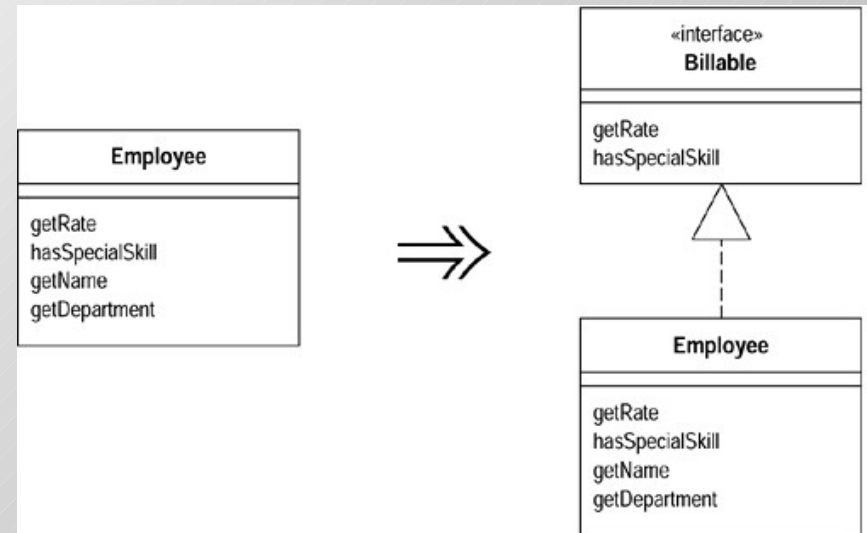 Employee
getRate
hasSpecialSkill
getName
getDepartment
«interface»
Billable
getRate
hasSpecialSkill
Employee
getRate
hasSpecialSkill
getName
getDepartment